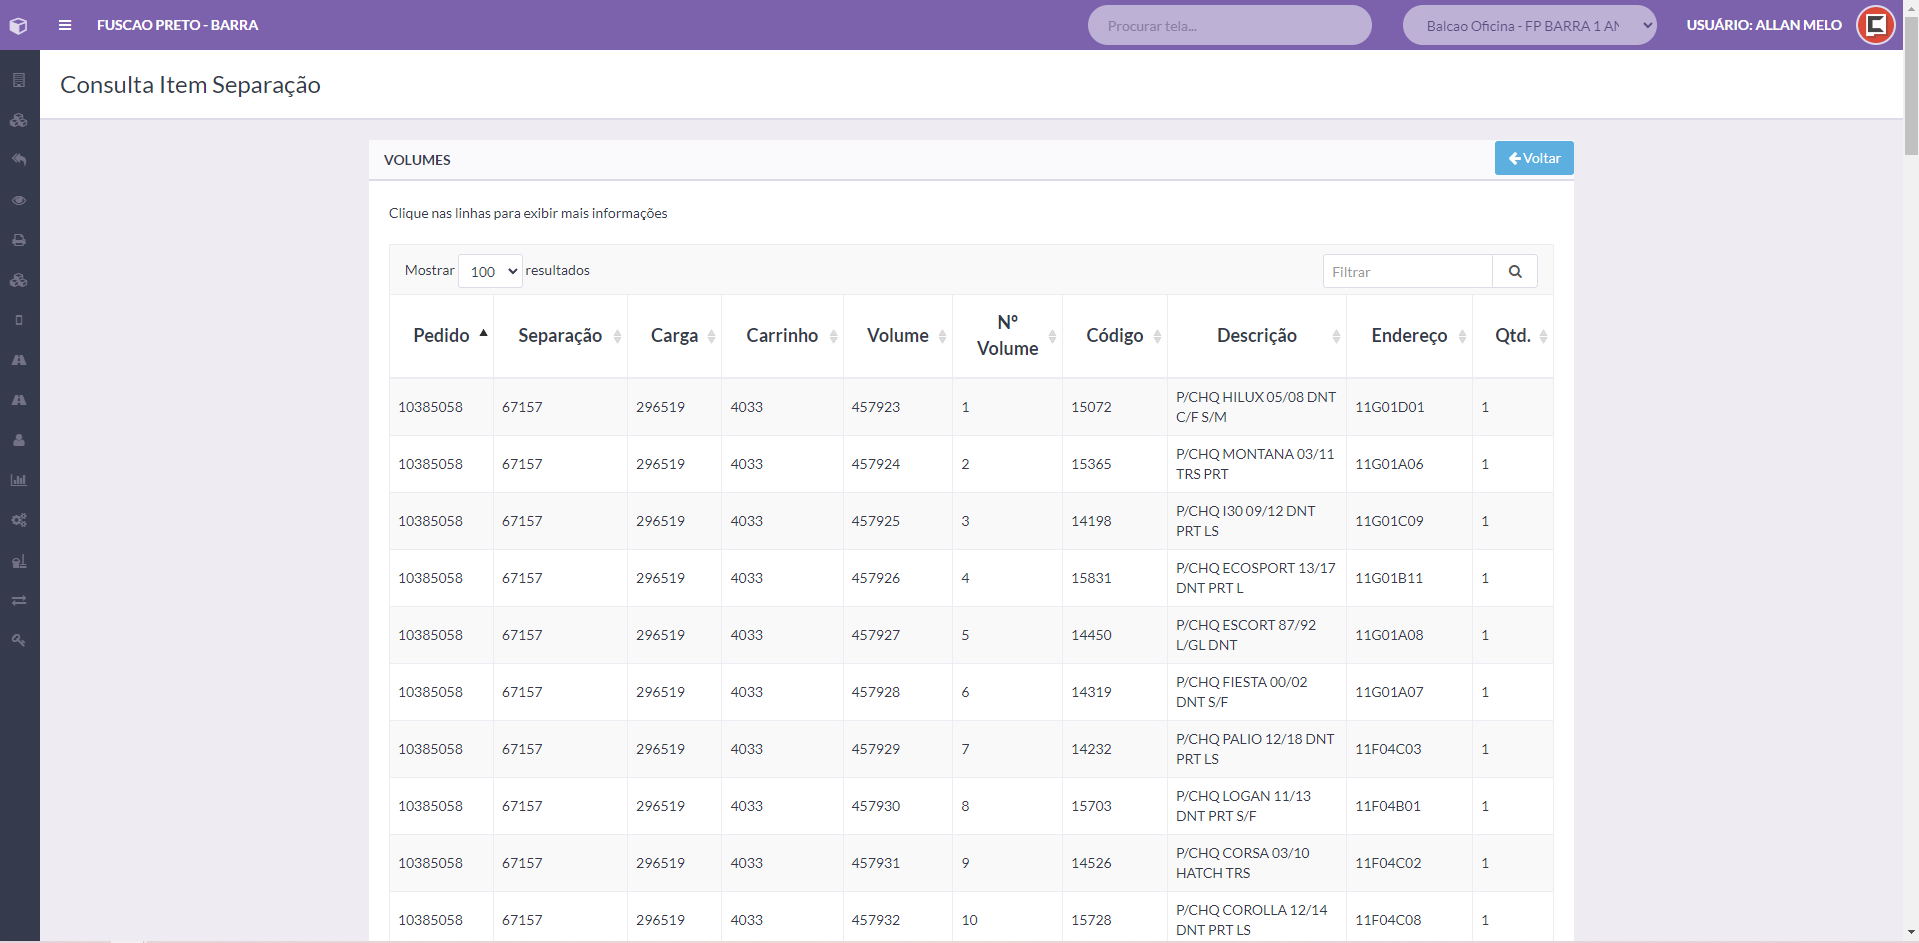 FUSCAO PRETO - BARRA
Procurar tela...
Balcao Oficina - FP BARRA 1 AN
USUÁRIO: ALLAN MELO
Consulta Item Separação
VOLUMES
Voltar
Clique nas linhas para exibir mais informações
Mostrar 100 resultados
Filtrar
Pedido Separação Carga Carrinho Volume Nº Volume Código Descrição Endereço Qtd.
10385058 67157 296519 4033 457923 1 15072 P/CHQ HILUX 05/08 DNT C/F S/M 11G01D01 1
10385058 67157 296519 4033 457924 2 15365 P/CHQ MONTANA 03/11 TRS PRT 11G01A06 1
10385058 67157 296519 4033 457925 3 14198 P/CHQ I30 09/12 DNT PRT LS 11G01C09 1
10385058 67157 296519 4033 457926 4 15831 P/CHQ ECOSPORT 13/17 DNT PRT L 11G01B11 1
10385058 67157 296519 4033 457927 5 14450 P/CHQ ESCORT 87/92 L/GL DNT 11G01A08 1
10385058 67157 296519 4033 457928 6 14319 P/CHQ FIESTA 00/02 DNT S/F 11G01A07 1
10385058 67157 296519 4033 457929 7 14232 P/CHQ PALIO 12/18 DNT PRT LS 11F04C03 1
10385058 67157 296519 4033 457930 8 15703 P/CHQ LOGAN 11/13 DNT PRT S/F 11F04B01 1
10385058 67157 296519 4033 457931 9 14526 P/CHQ CORSA 03/10 HATCH TRS 11F04C02 1
10385058 67157 296519 4033 457932 10 15728 P/CHQ COROLLA 12/14 DNT PRT LS 11F04C08 1